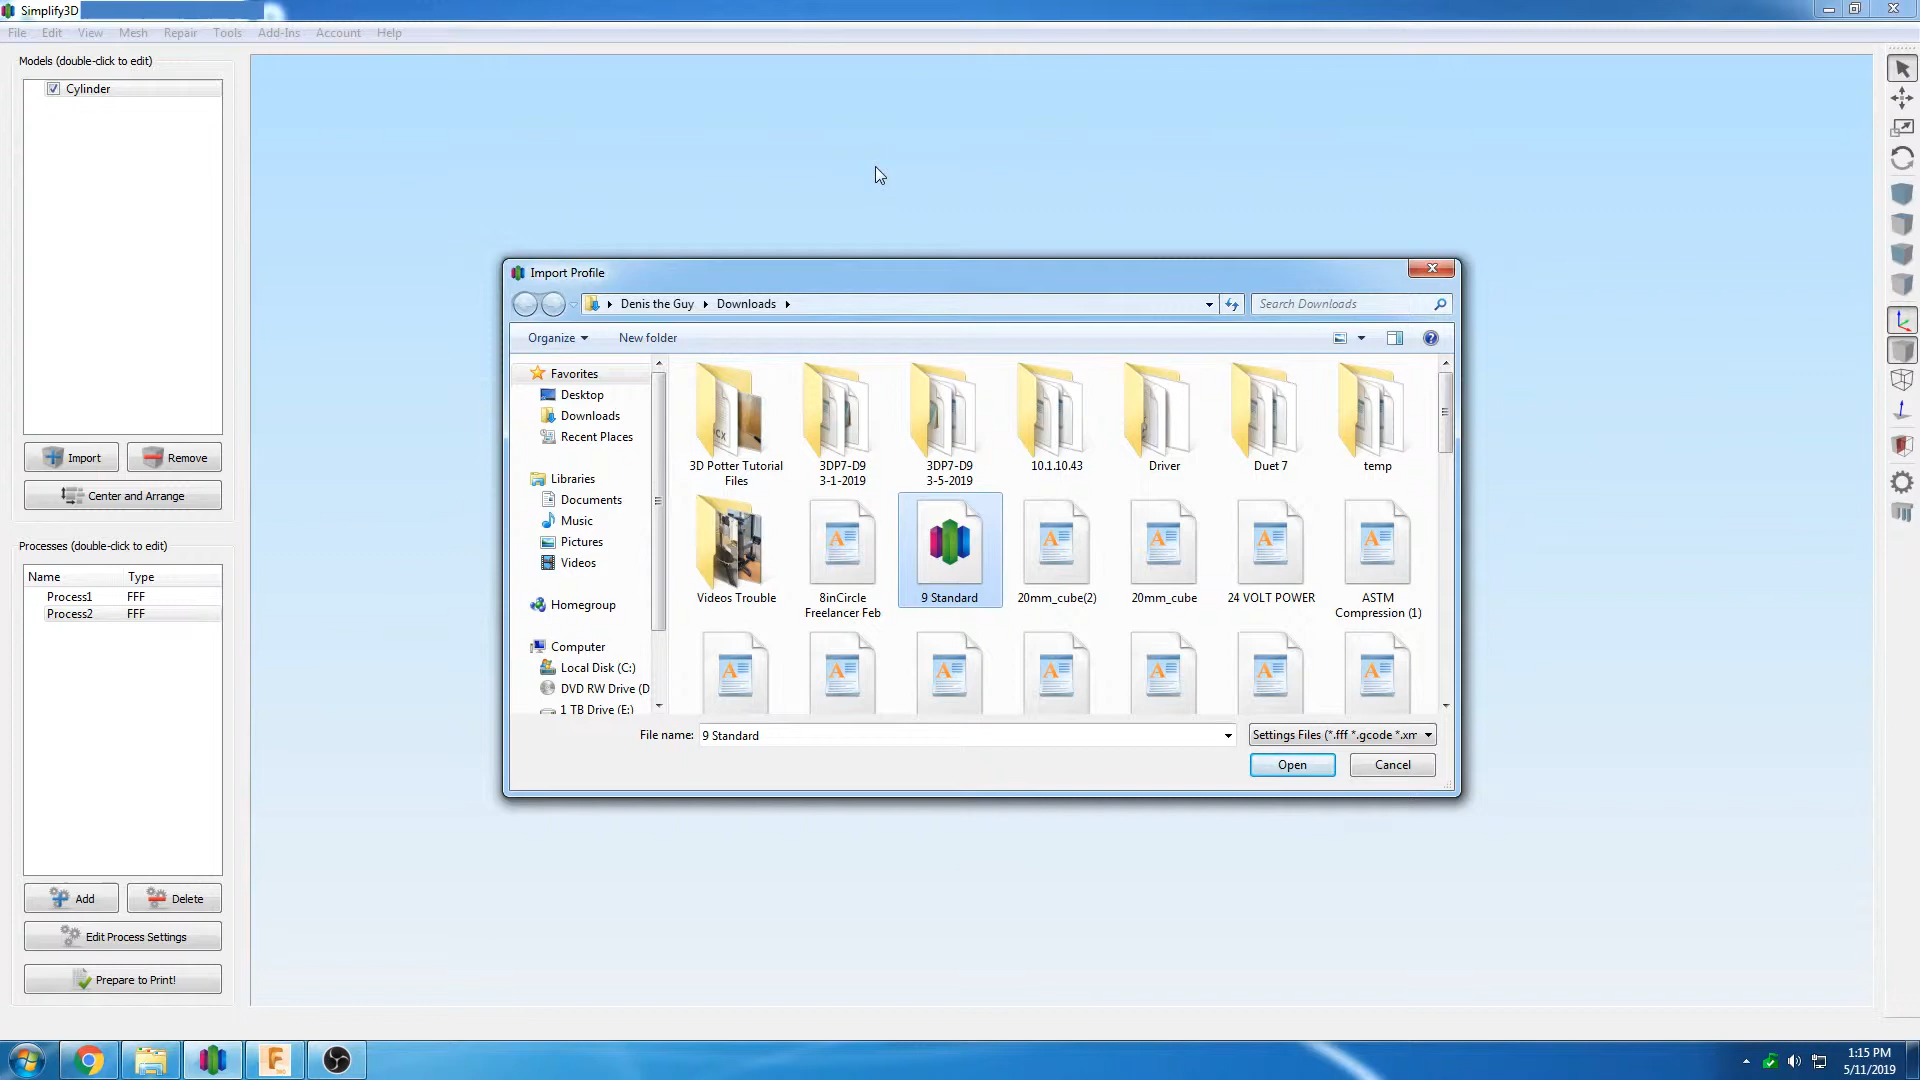 Simplify3D
File Edit View Mesh Repair Tools Add-Ins Account Help
Models (double-click to edit)
Cylinder
Import Remove
Center and Arrange
Processes (double-click to edit)
Name Type
Process1 FFF
Process2 FFF
Add Delete
Edit Process Settings
Prepare to Print!
Import Profile
Denis the Guy Downloads
Search Downloads
Organize New folder
Favorites
Desktop
Downloads
Recent Places
Libraries
Documents
Music
Pictures
Videos
Homegroup
Computer
Local Disk (C:)
DVD RW Drive (D
1 TB Drive (E:)
3D Potter Tutorial
Files
3DP7-D9
3-1-2019
3DP7-D9
3-5-2019
10.1.10.43
Driver
Duet 7
temp
Videos Trouble
8inCircle
Freelancer Feb
9 Standard
20mm_cube(2)
20mm_cube
24 VOLT POWER
ASTM
Compression (1)
File name: 9 Standard
Settings Files (*.fff *.gcode *.xm
Open Cancel
1:15 PM
5/11/2019